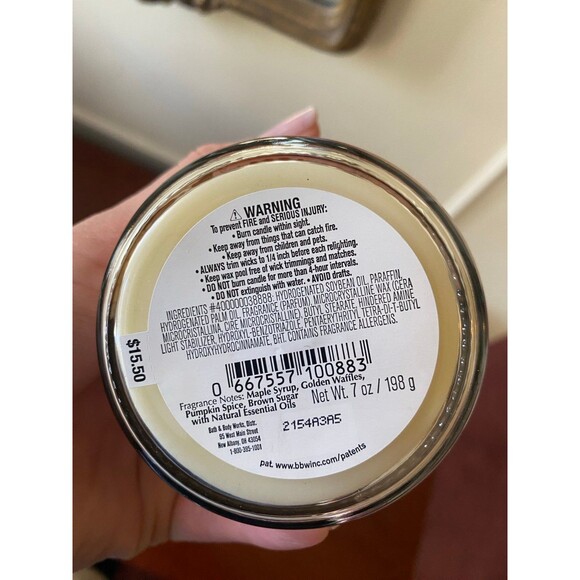 ⚠ WARNING
To prevent FIRE and SERIOUS INJURY:
• Burn candle within sight.
• Keep away from things that can catch fire.
• Keep away from children and pets.
• ALWAYS trim wicks to 1/4 inch before each relighting.
• Keep wax pool free of wick trimmings and matches.
• DO NOT burn candle for more than 4-hour intervals.
• DO NOT extinguish with water. • AVOID drafts.
INGREDIENTS #400000038888. HYDROGENATED SOYBEAN OIL, PARAFFIN,
HYDROGENATED PALM OIL, FRAGRANCE (PARFUM), MICROCRYSTALLINE WAX (CERA
MICROCRISTALLINA, CIRE MICROCRISTALLINE), BUTYL STEARATE, HINDERED AMINE
LIGHT STABILIZER, HYDROXYL-BENZOTRIAZOLE, PENTAERYTHRITYL TETRA-DI-T-BUTYL
HYDROXYHYDROCINNAMATE, BHT. CONTAINS FRAGRANCE ALLERGENS.
$15.50
0 667557 100883
Fragrance Notes: Maple Syrup, Golden Waffles,
Pumpkin Spice, Brown Sugar
with Natural Essential Oils
Net Wt. 7 oz / 198 g
2154A3A5
Bath & Body Works, Distr.
95 West Main Street
New Albany, OH 43054
1-800-395-1001
pat. www.bbwinc.com/patents